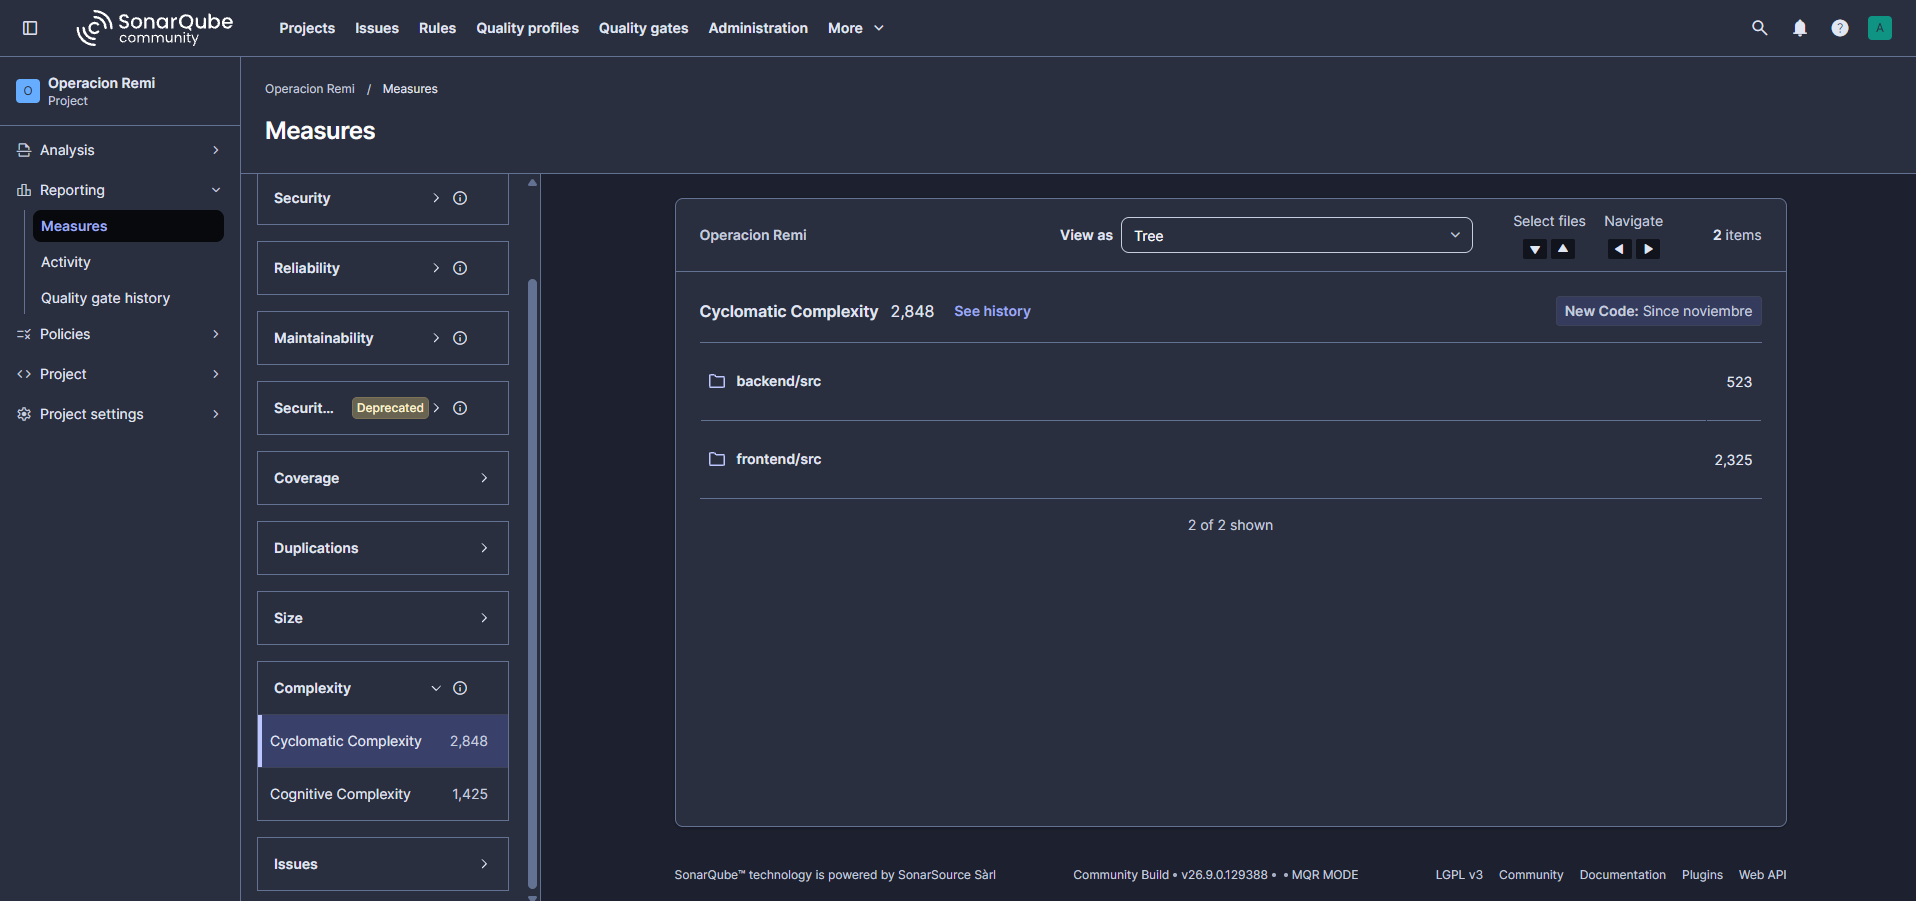 SonarQube community
Projects Issues Rules Quality profiles Quality gates Administration More
? A
O Operacion Remi
Project
Analysis
Reporting
Measures
Activity
Quality gate history
Policies
Project
Project settings
Operacion Remi / Measures
Measures
Security
Reliability
Maintainability
Securit... Deprecated
Coverage
Duplications
Size
Complexity
Cyclomatic Complexity 2,848
Cognitive Complexity 1,425
Issues
Operacion Remi View as Tree Select files Navigate 2 items
Cyclomatic Complexity 2,848 See history New Code: Since noviembre
backend/src 523
frontend/src 2,325
2 of 2 shown
SonarQube™ technology is powered by SonarSource Sàrl Community Build • v26.9.0.129388 • • MQR MODE LGPL v3 Community Documentation Plugins Web API